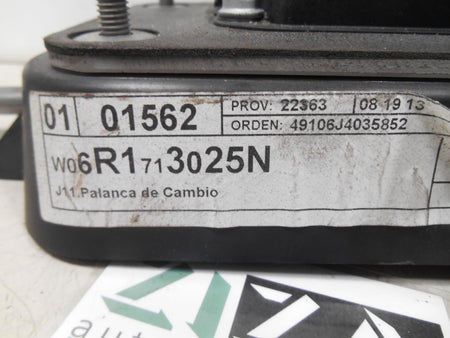 01 01562 PROV: 22363 08 19 13
ORDEN: 49106J4035852
W06R1713025N
J11.Palanca de Cambio
aut